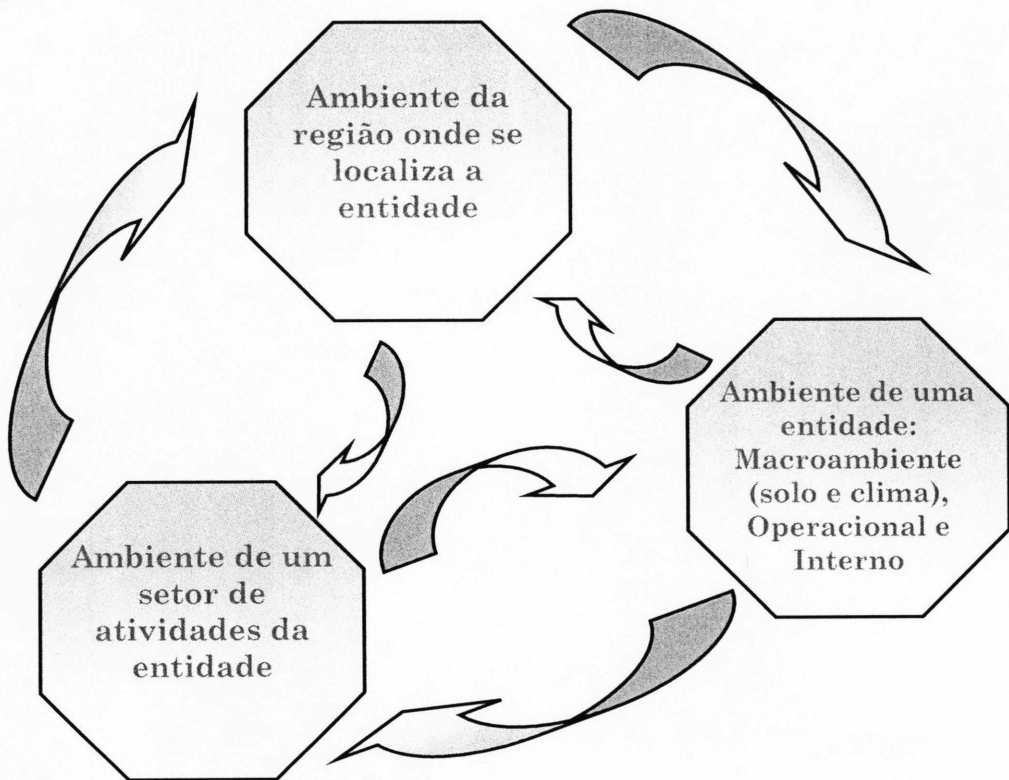 Ambiente da
região onde se
localiza a
entidade
Ambiente de uma
entidade:
Macroambiente
(solo e clima),
Operacional e
Interno
Ambiente de um
setor de
atividades da
entidade